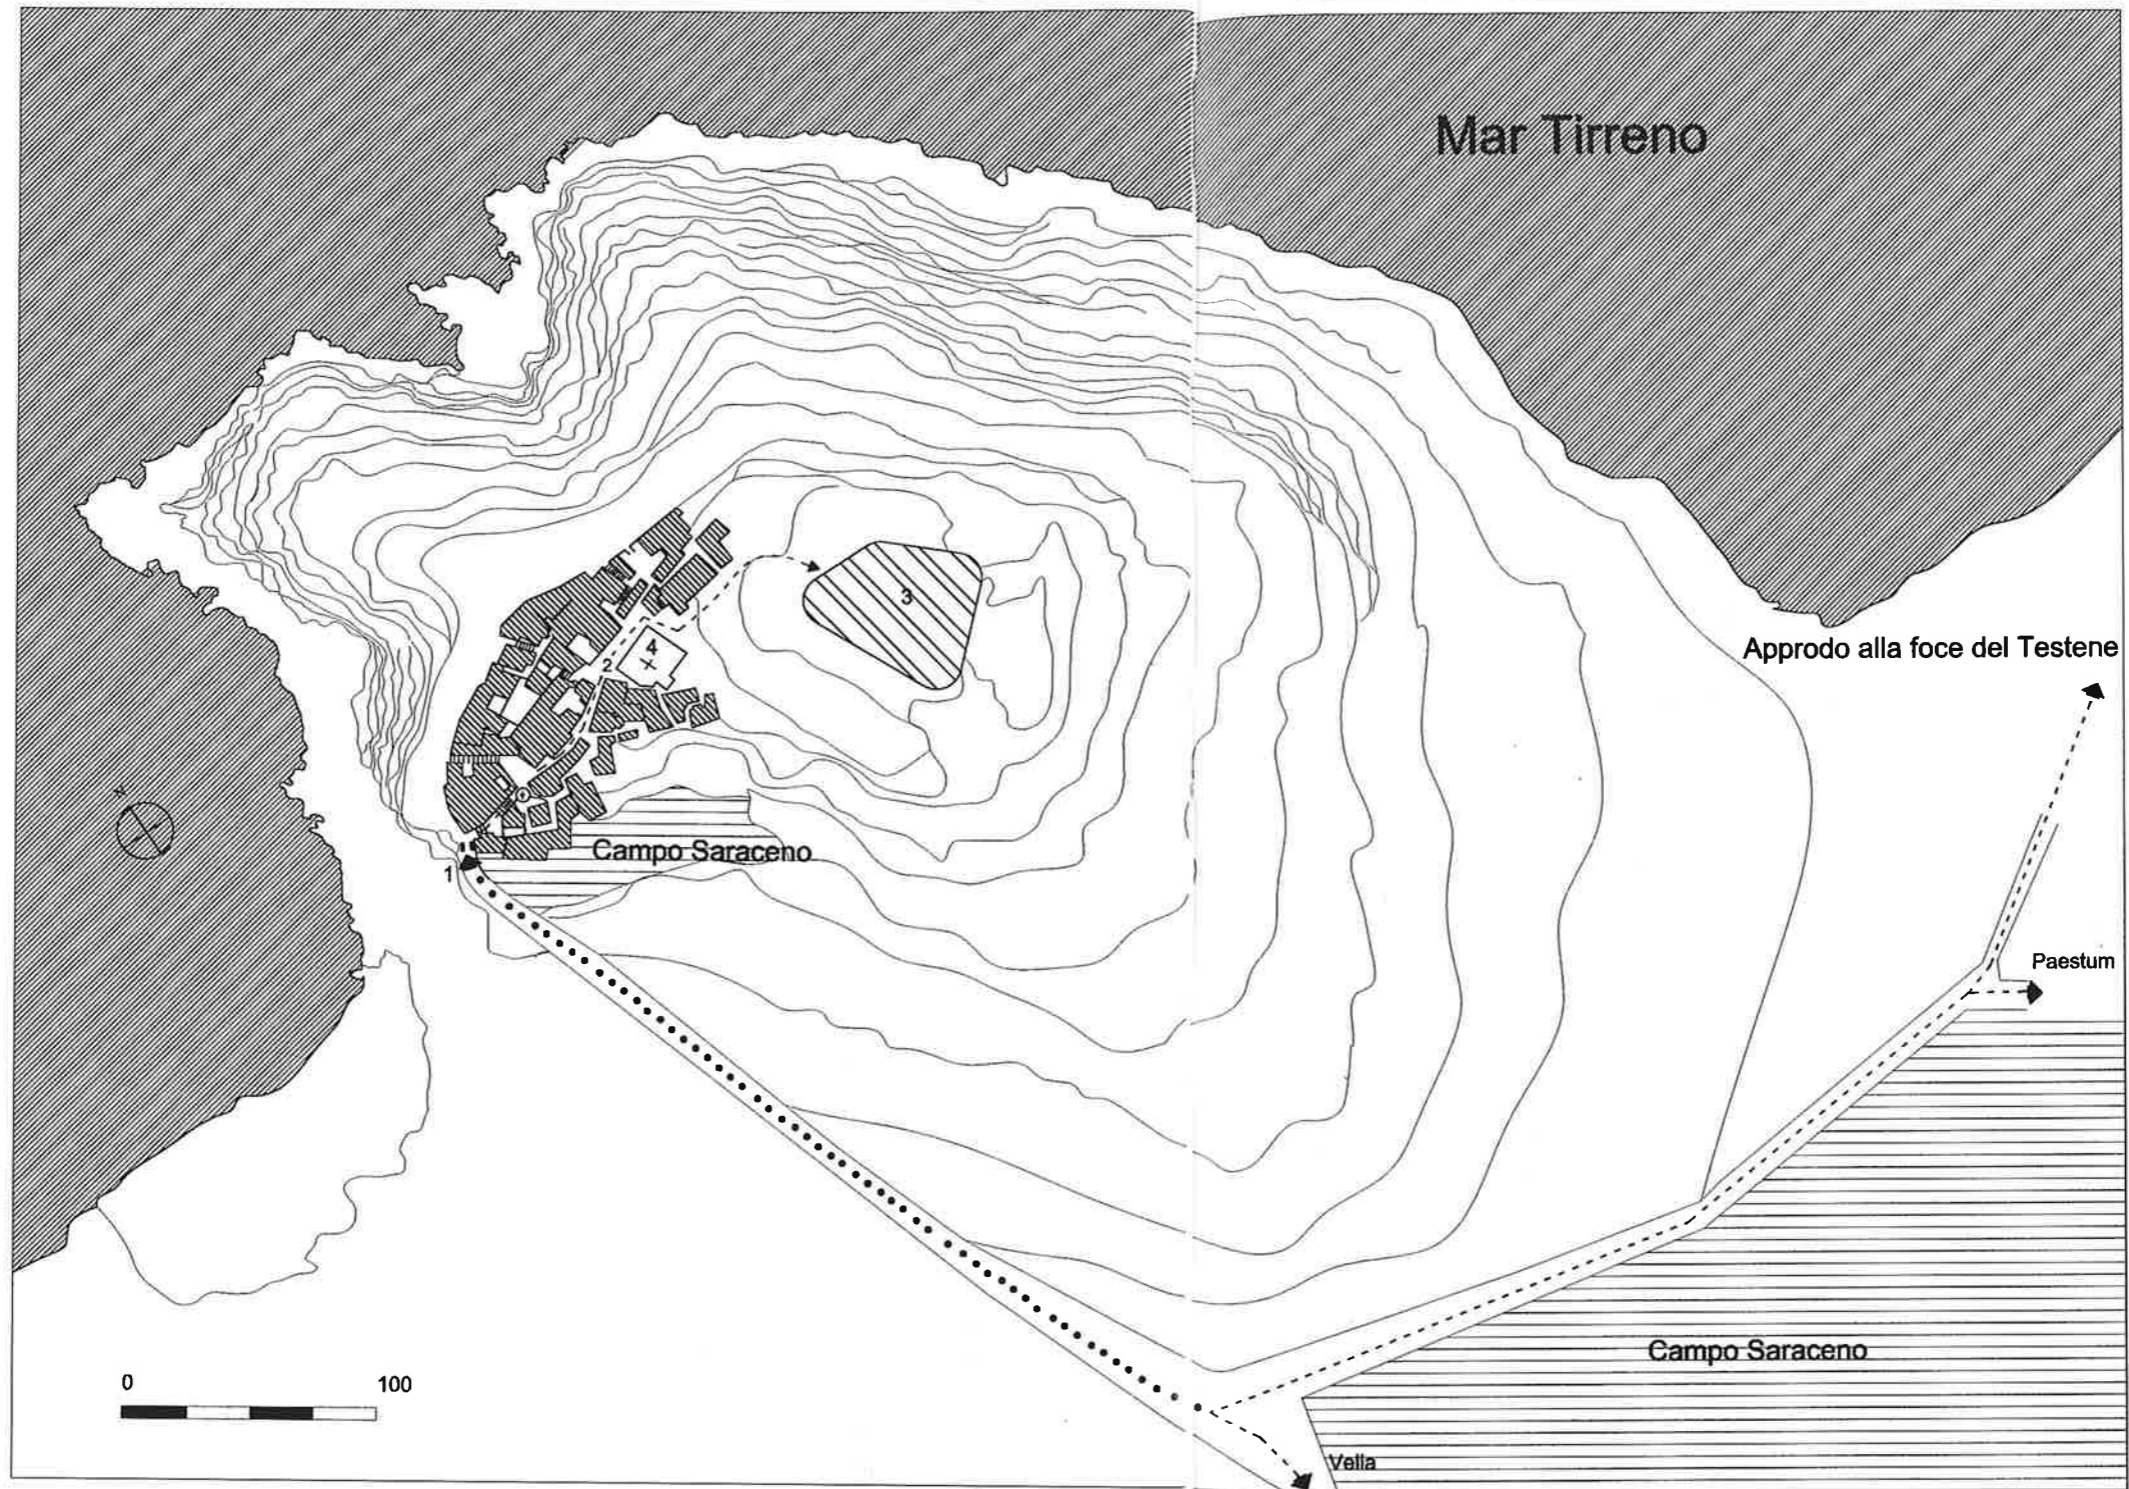 Mar Tirreno
3
Approdo alla foce del Testene
4
2
N
Campo Saraceno
1
Paestum
Campo Saraceno
0 100
Velia